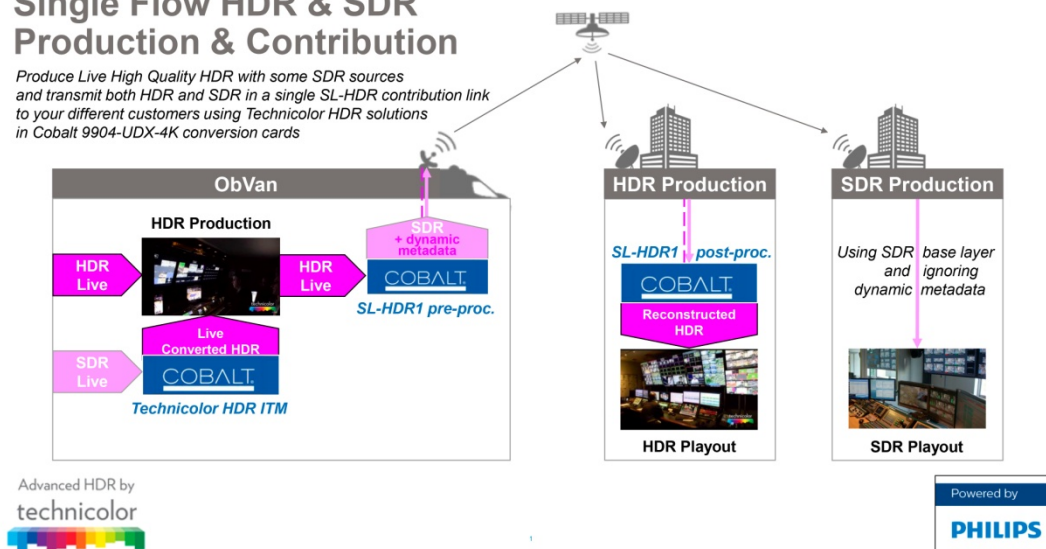 Single Flow HDR & SDR
Production & Contribution
Produce Live High Quality HDR with some SDR sources
and transmit both HDR and SDR in a single SL-HDR contribution link
to your different customers using Technicolor HDR solutions
in Cobalt 9904-UDX-4K conversion cards
ObVan
HDR Production
HDR
Live
technicolor
HDR
Live
SDR
+ dynamic
metadata
COBALT
SL-HDR1 pre-proc.
Live
Converted HDR
SDR
Live
COBALT
Technicolor HDR ITM
HDR Production
SL-HDR1 post-proc.
COBALT
Reconstructed
HDR
technicolor
HDR Playout
SDR Production
Using SDR base layer
and ignoring
dynamic metadata
SDR Playout
Advanced HDR by
technicolor
1
Powered by
PHILIPS